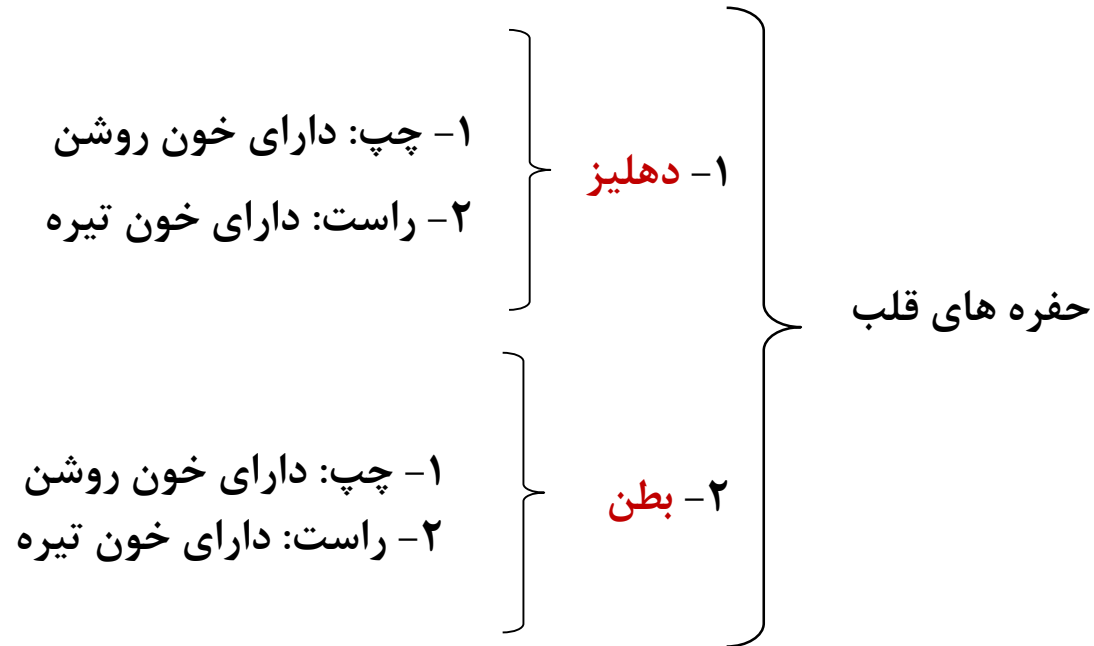 حفره های قلب
۱- دهلیز
۱- چپ: دارای خون روشن
۲- راست: دارای خون تیره
۲- بطن
۱- چپ: دارای خون روشن
۲- راست: دارای خون تیره